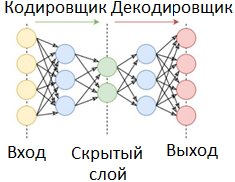 Кодировщик Декодировщик
Вход Скрытый Выход
слой